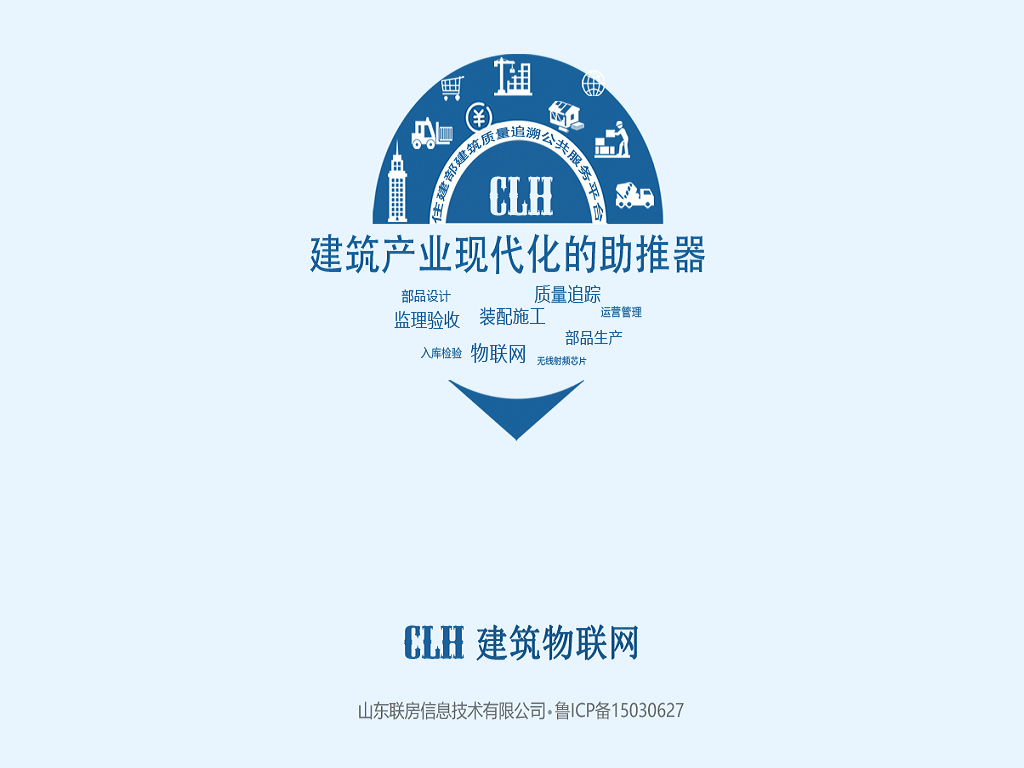 住建部建筑质量追溯公共服务平台
CLH
建筑产业现代化的助推器
部品设计
质量追踪
监理验收
装配施工
运营管理
部品生产
入库检验
物联网
无线射频芯片
CLH 建筑物联网
山东联房信息技术有限公司•鲁ICP备15030627